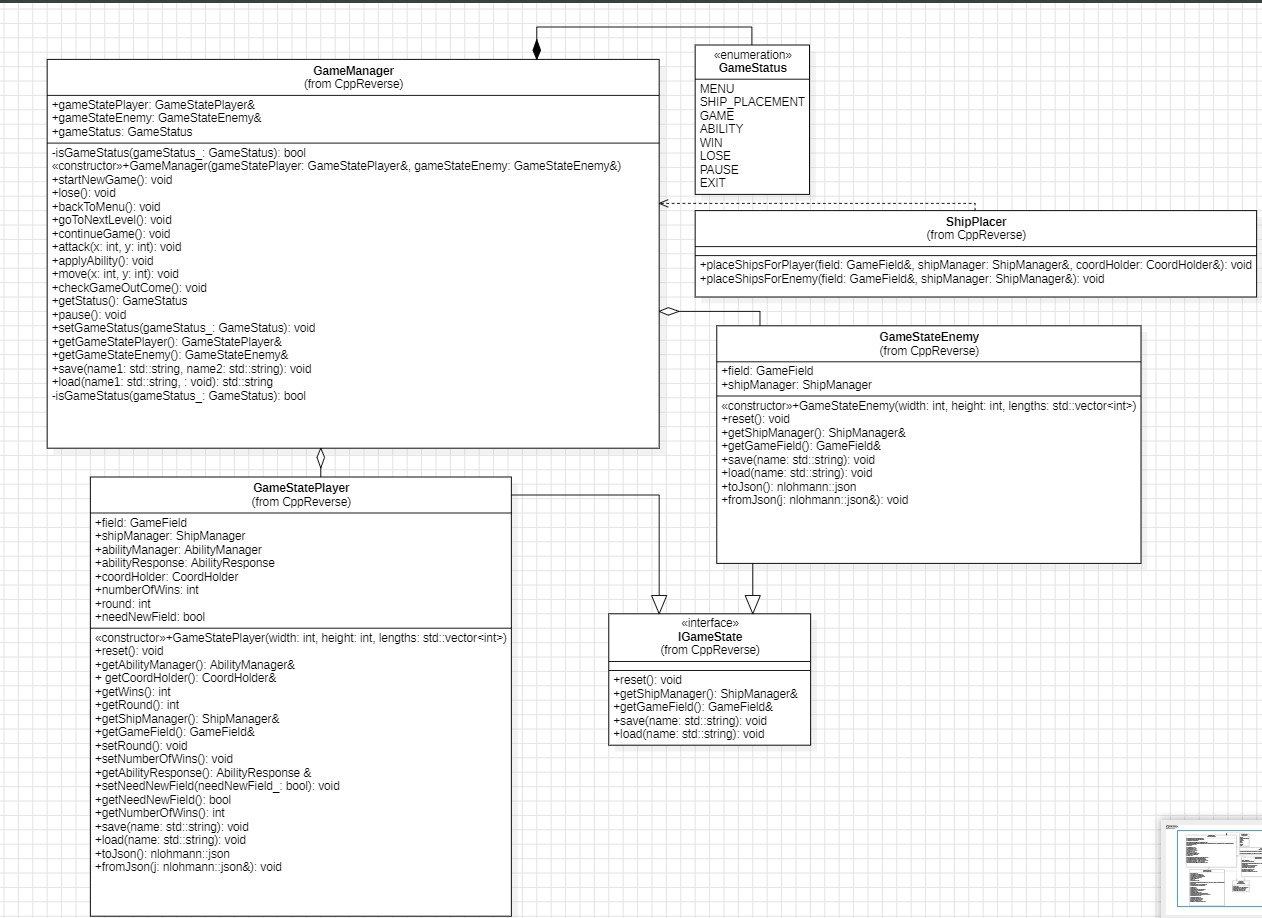 GameManager
(from CppReverse)
+gameStatePlayer: GameStatePlayer&
+gameStateEnemy: GameStateEnemy&
+gameStatus: GameStatus
-isGameStatus(gameStatus_: GameStatus): bool
«constructor»+GameManager(gameStatePlayer: GameStatePlayer&, gameStateEnemy: GameStateEnemy&)
+startNewGame(): void
+lose(): void
+backToMenu(): void
+goToNextLevel(): void
+continueGame(): void
+attack(x: int, y: int): void
+applyAbility(): void
+move(x: int, y: int): void
+checkGameOutCome(): void
+getStatus(): GameStatus
+pause(): void
+setGameStatus(gameStatus_: GameStatus): void
+getGameStatePlayer(): GameStatePlayer&
+getGameStateEnemy(): GameStateEnemy&
+save(name1: std::string, name2: std::string): void
+load(name1: std::string, : void): std::string
-isGameStatus(gameStatus_: GameStatus): bool
«enumeration»
GameStatus
MENU
SHIP_PLACEMENT
GAME
ABILITY
WIN
LOSE
PAUSE
EXIT
ShipPlacer
(from CppReverse)
+placeShipsForPlayer(field: GameField&, shipManager: ShipManager&, coordHolder: CoordHolder&): void
+placeShipsForEnemy(field: GameField&, shipManager: ShipManager&): void
GameStateEnemy
(from CppReverse)
+field: GameField
+shipManager: ShipManager
«constructor»+GameStateEnemy(width: int, height: int, lengths: std::vector<int>)
+reset(): void
+getShipManager(): ShipManager&
+getGameField(): GameField&
+save(name: std::string): void
+load(name: std::string): void
+toJson(): nlohmann::json
+fromJson(j: nlohmann::json&): void
GameStatePlayer
(from CppReverse)
+field: GameField
+shipManager: ShipManager
+abilityManager: AbilityManager
+abilityResponse: AbilityResponse
+coordHolder: CoordHolder
+numberOfWins: int
+round: int
+needNewField: bool
«constructor»+GameStatePlayer(width: int, height: int, lengths: std::vector<int>)
+reset(): void
+getAbilityManager(): AbilityManager&
+ getCoordHolder(): CoordHolder&
+getWins(): int
+getRound(): int
+getShipManager(): ShipManager&
+getGameField(): GameField&
+setRound(): void
+setNumberOfWins(): void
+getAbilityResponse(): AbilityResponse &
+setNeedNewField(needNewField_: bool): void
+getNeedNewField(): bool
+getNumberOfWins(): int
+save(name: std::string): void
+load(name: std::string): void
+toJson(): nlohmann::json
+fromJson(j: nlohmann::json&): void
«interface»
IGameState
(from CppReverse)
+reset(): void
+getShipManager(): ShipManager&
+getGameField(): GameField&
+save(name: std::string): void
+load(name: std::string): void